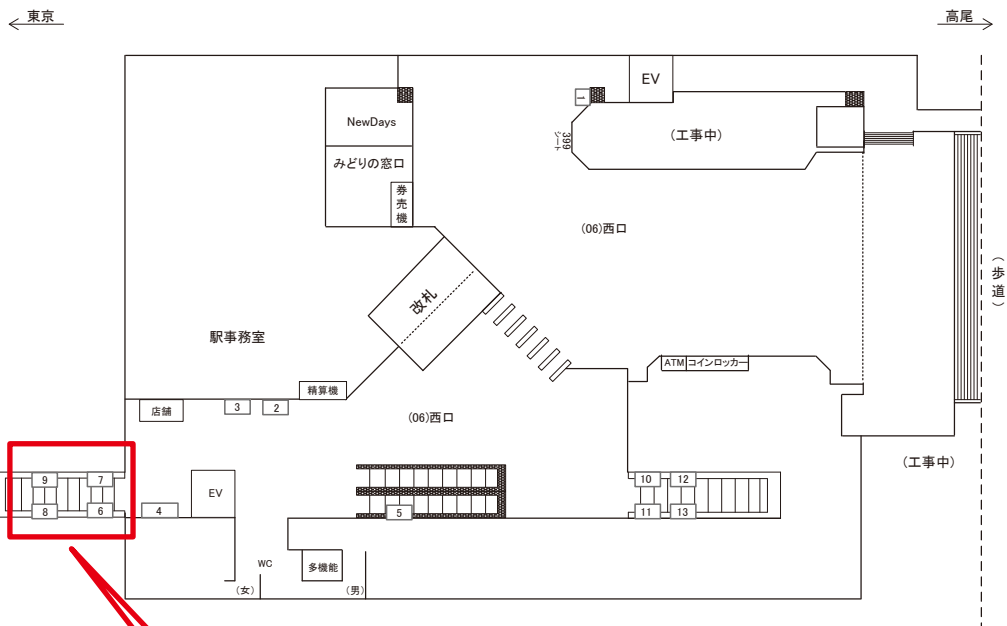 東京
高尾
EV
NewDays
1
(工事中)
399
シート
みどりの窓口
券売機
(06)西口
(歩道)
改札
駅事務室
ATM
コインロッカー
精算機
店舗
3
2
(06)西口
(工事中)
9
7
10
12
EV
8
6
4
5
11
13
WC
多機能
(女)
(男)